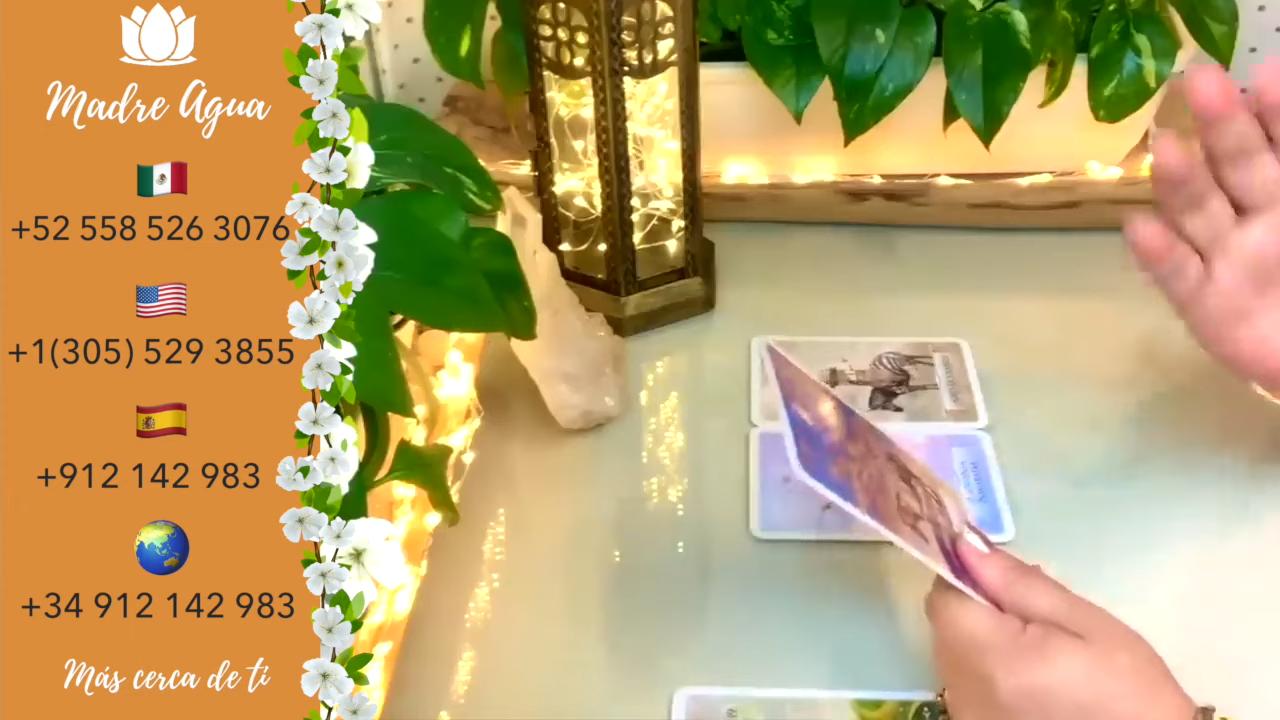 Madre Agua
+52 558 526 3076
+1(305) 529 3855
+912 142 983
+34 912 142 983
Más cerca de tí